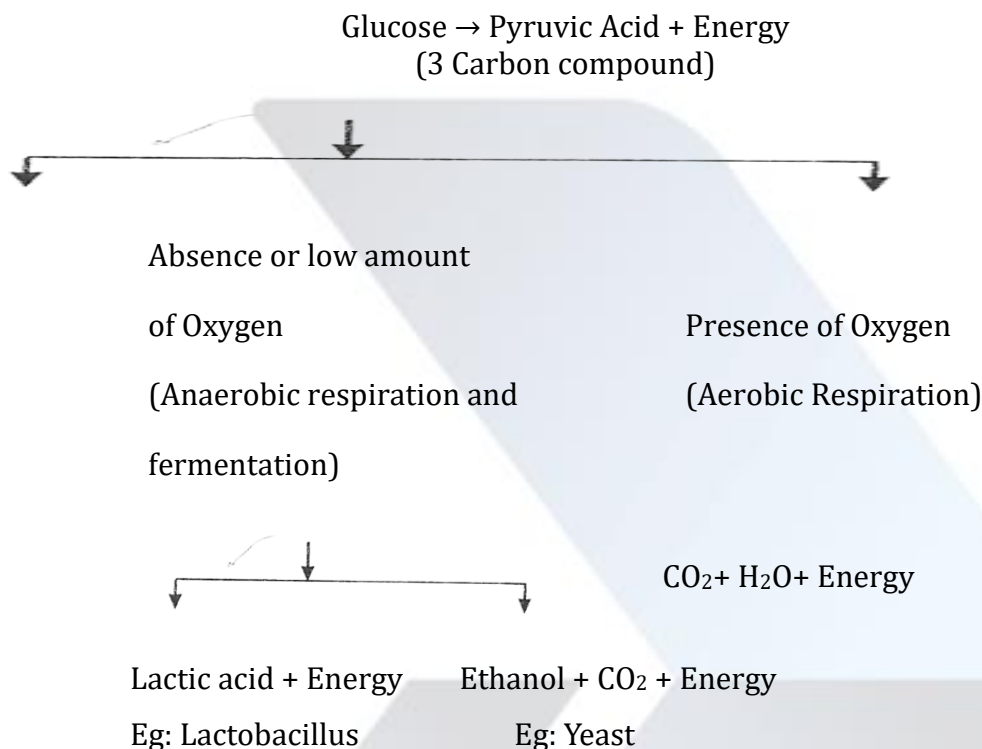 Glucose → Pyruvic Acid + Energy
(3 Carbon compound)
Absence or low amount
of Oxygen
(Anaerobic respiration and
fermentation)
Presence of Oxygen
(Aerobic Respiration)
CO₂+ H₂O+ Energy
Lactic acid + Energy
Eg: Lactobacillus
Ethanol + CO₂ + Energy
Eg: Yeast